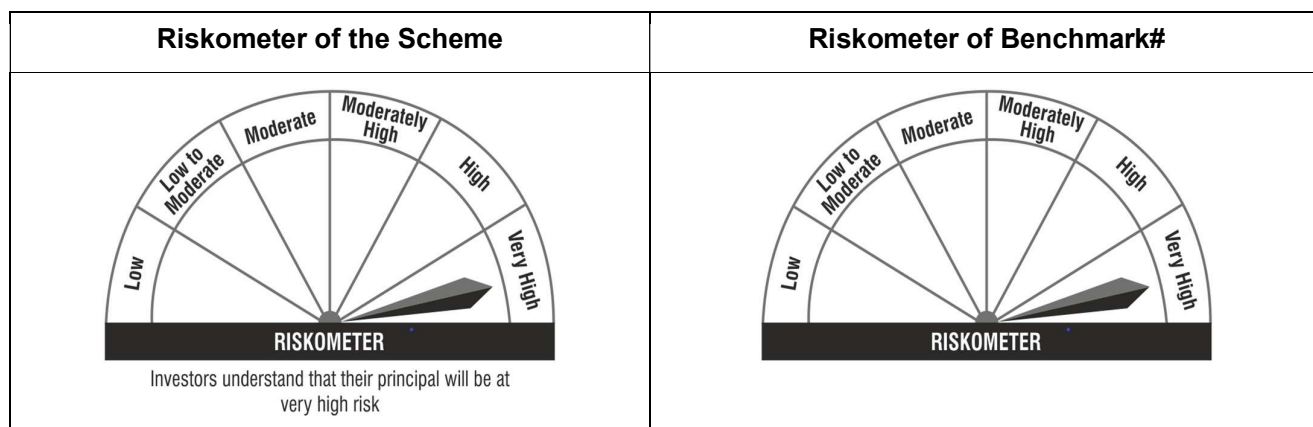 Riskometer of the Scheme
Riskometer of Benchmark#
Low
Low to
Moderate
Moderate
Moderately
High
High
Very High
RISKOMETER
Investors understand that their principal will be at
very high risk
Low
Low to
Moderate
Moderate
Moderately
High
High
Very High
RISKOMETER